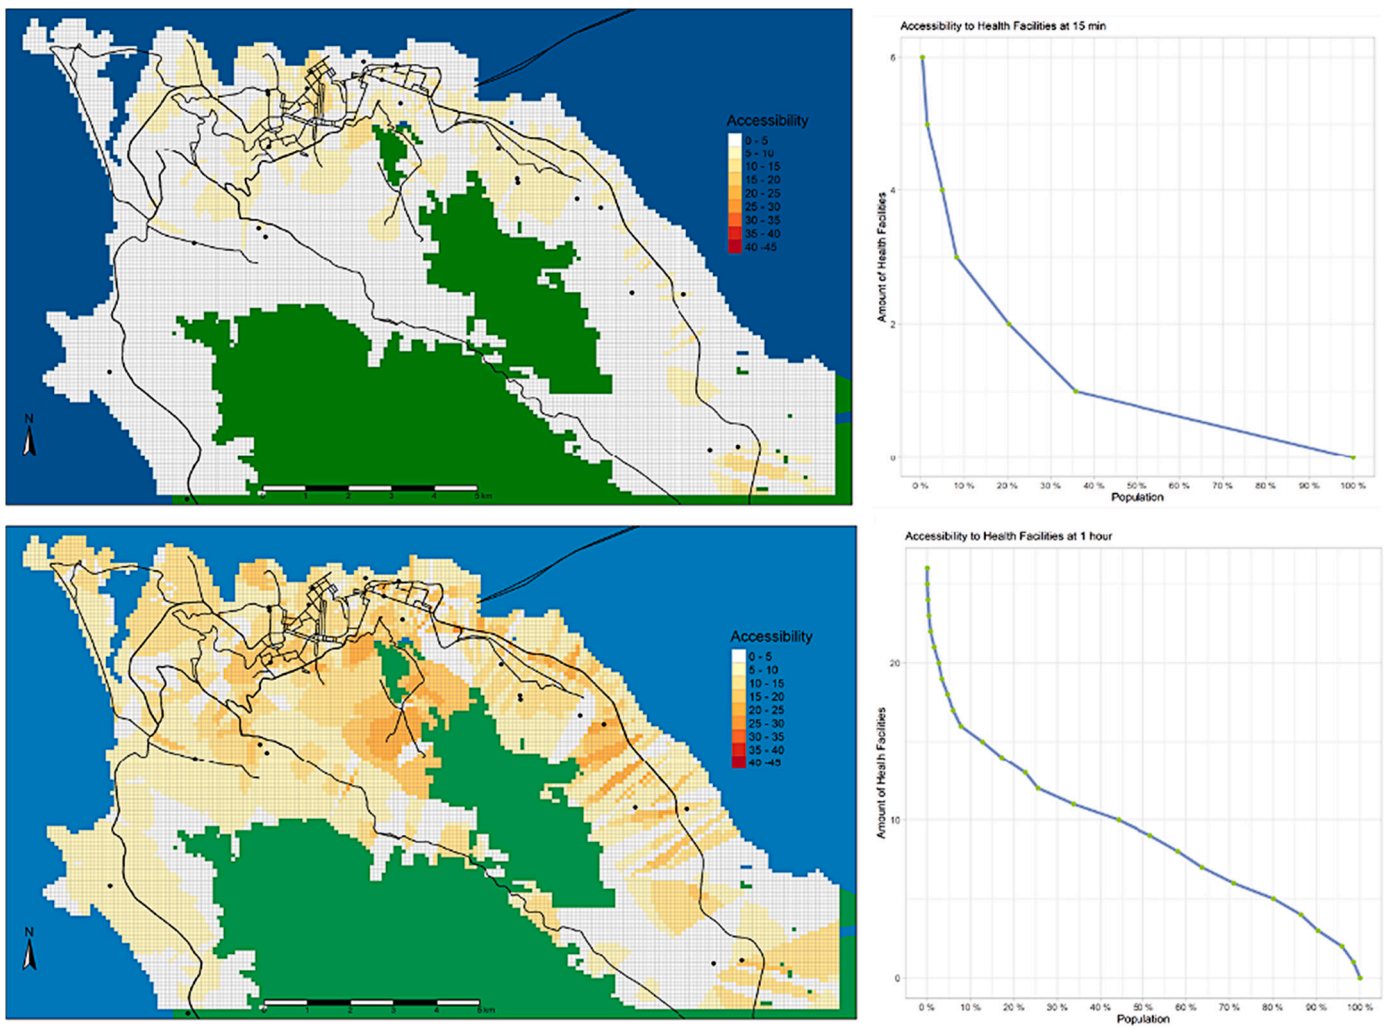 Accessibility
0 - 5
5 - 10
10 - 15
15 - 20
20 - 25
25 - 30
30 - 35
35 - 40
40 -45
N
0 1 2 3 4 5 km
Accessibility to Health Facilities at 15 min
Amount of Health Facilities
6
4
2
0
0 % 10 % 20 % 30 % 40 % 50 % 60 % 70 % 80 % 90 % 100 %
Population
Accessibility
0 - 5
5 - 10
10 - 15
15 - 20
20 - 25
25 - 30
30 - 35
35 - 40
40 -45
N
0 1 2 3 4 5 km
Accessibility to Health Facilities at 1 hour
Amount of Health Facilities
20
10
0
0 % 10 % 20 % 30 % 40 % 50 % 60 % 70 % 80 % 90 % 100 %
Population